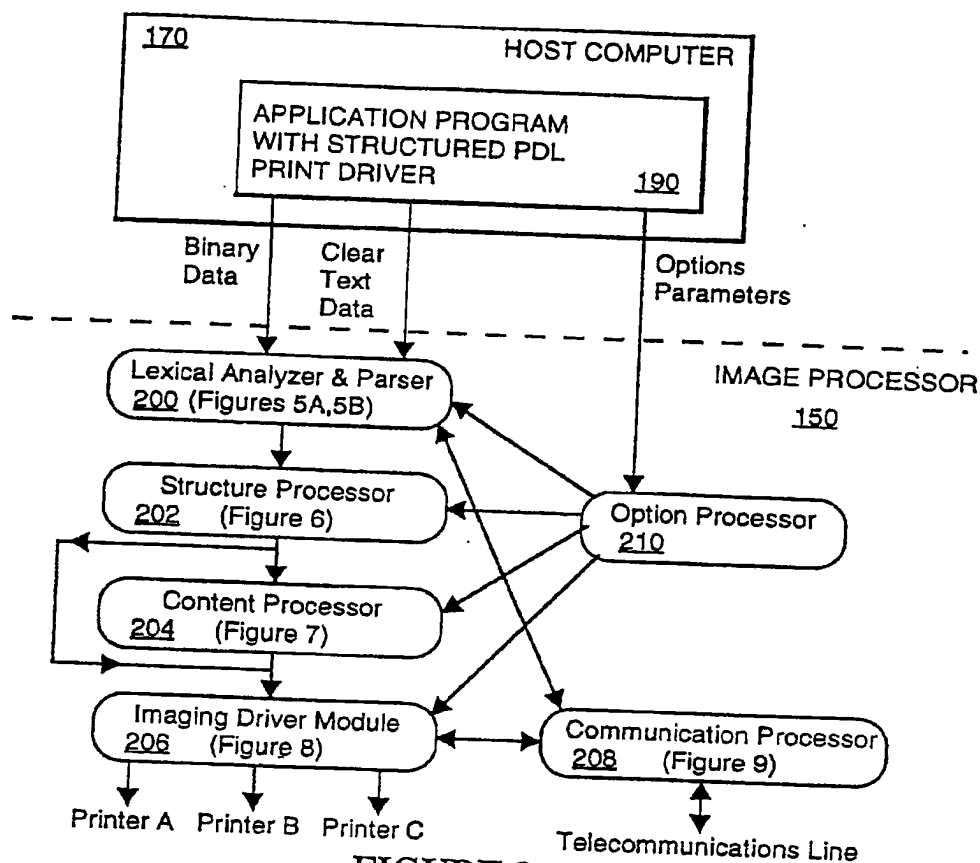 170
HOST COMPUTER
APPLICATION PROGRAM
WITH STRUCTURED PDL
PRINT DRIVER
190
Binary
Data
Clear
Text
Data
Options
Parameters
Lexical Analyzer & Parser
200 (Figures 5A,5B)
IMAGE PROCESSOR
150
Structure Processor
202 (Figure 6)
Option Processor
210
Content Processor
204 (Figure 7)
Imaging Driver Module
206 (Figure 8)
Communication Processor
208 (Figure 9)
Printer A Printer B Printer C
Telecommunications Line